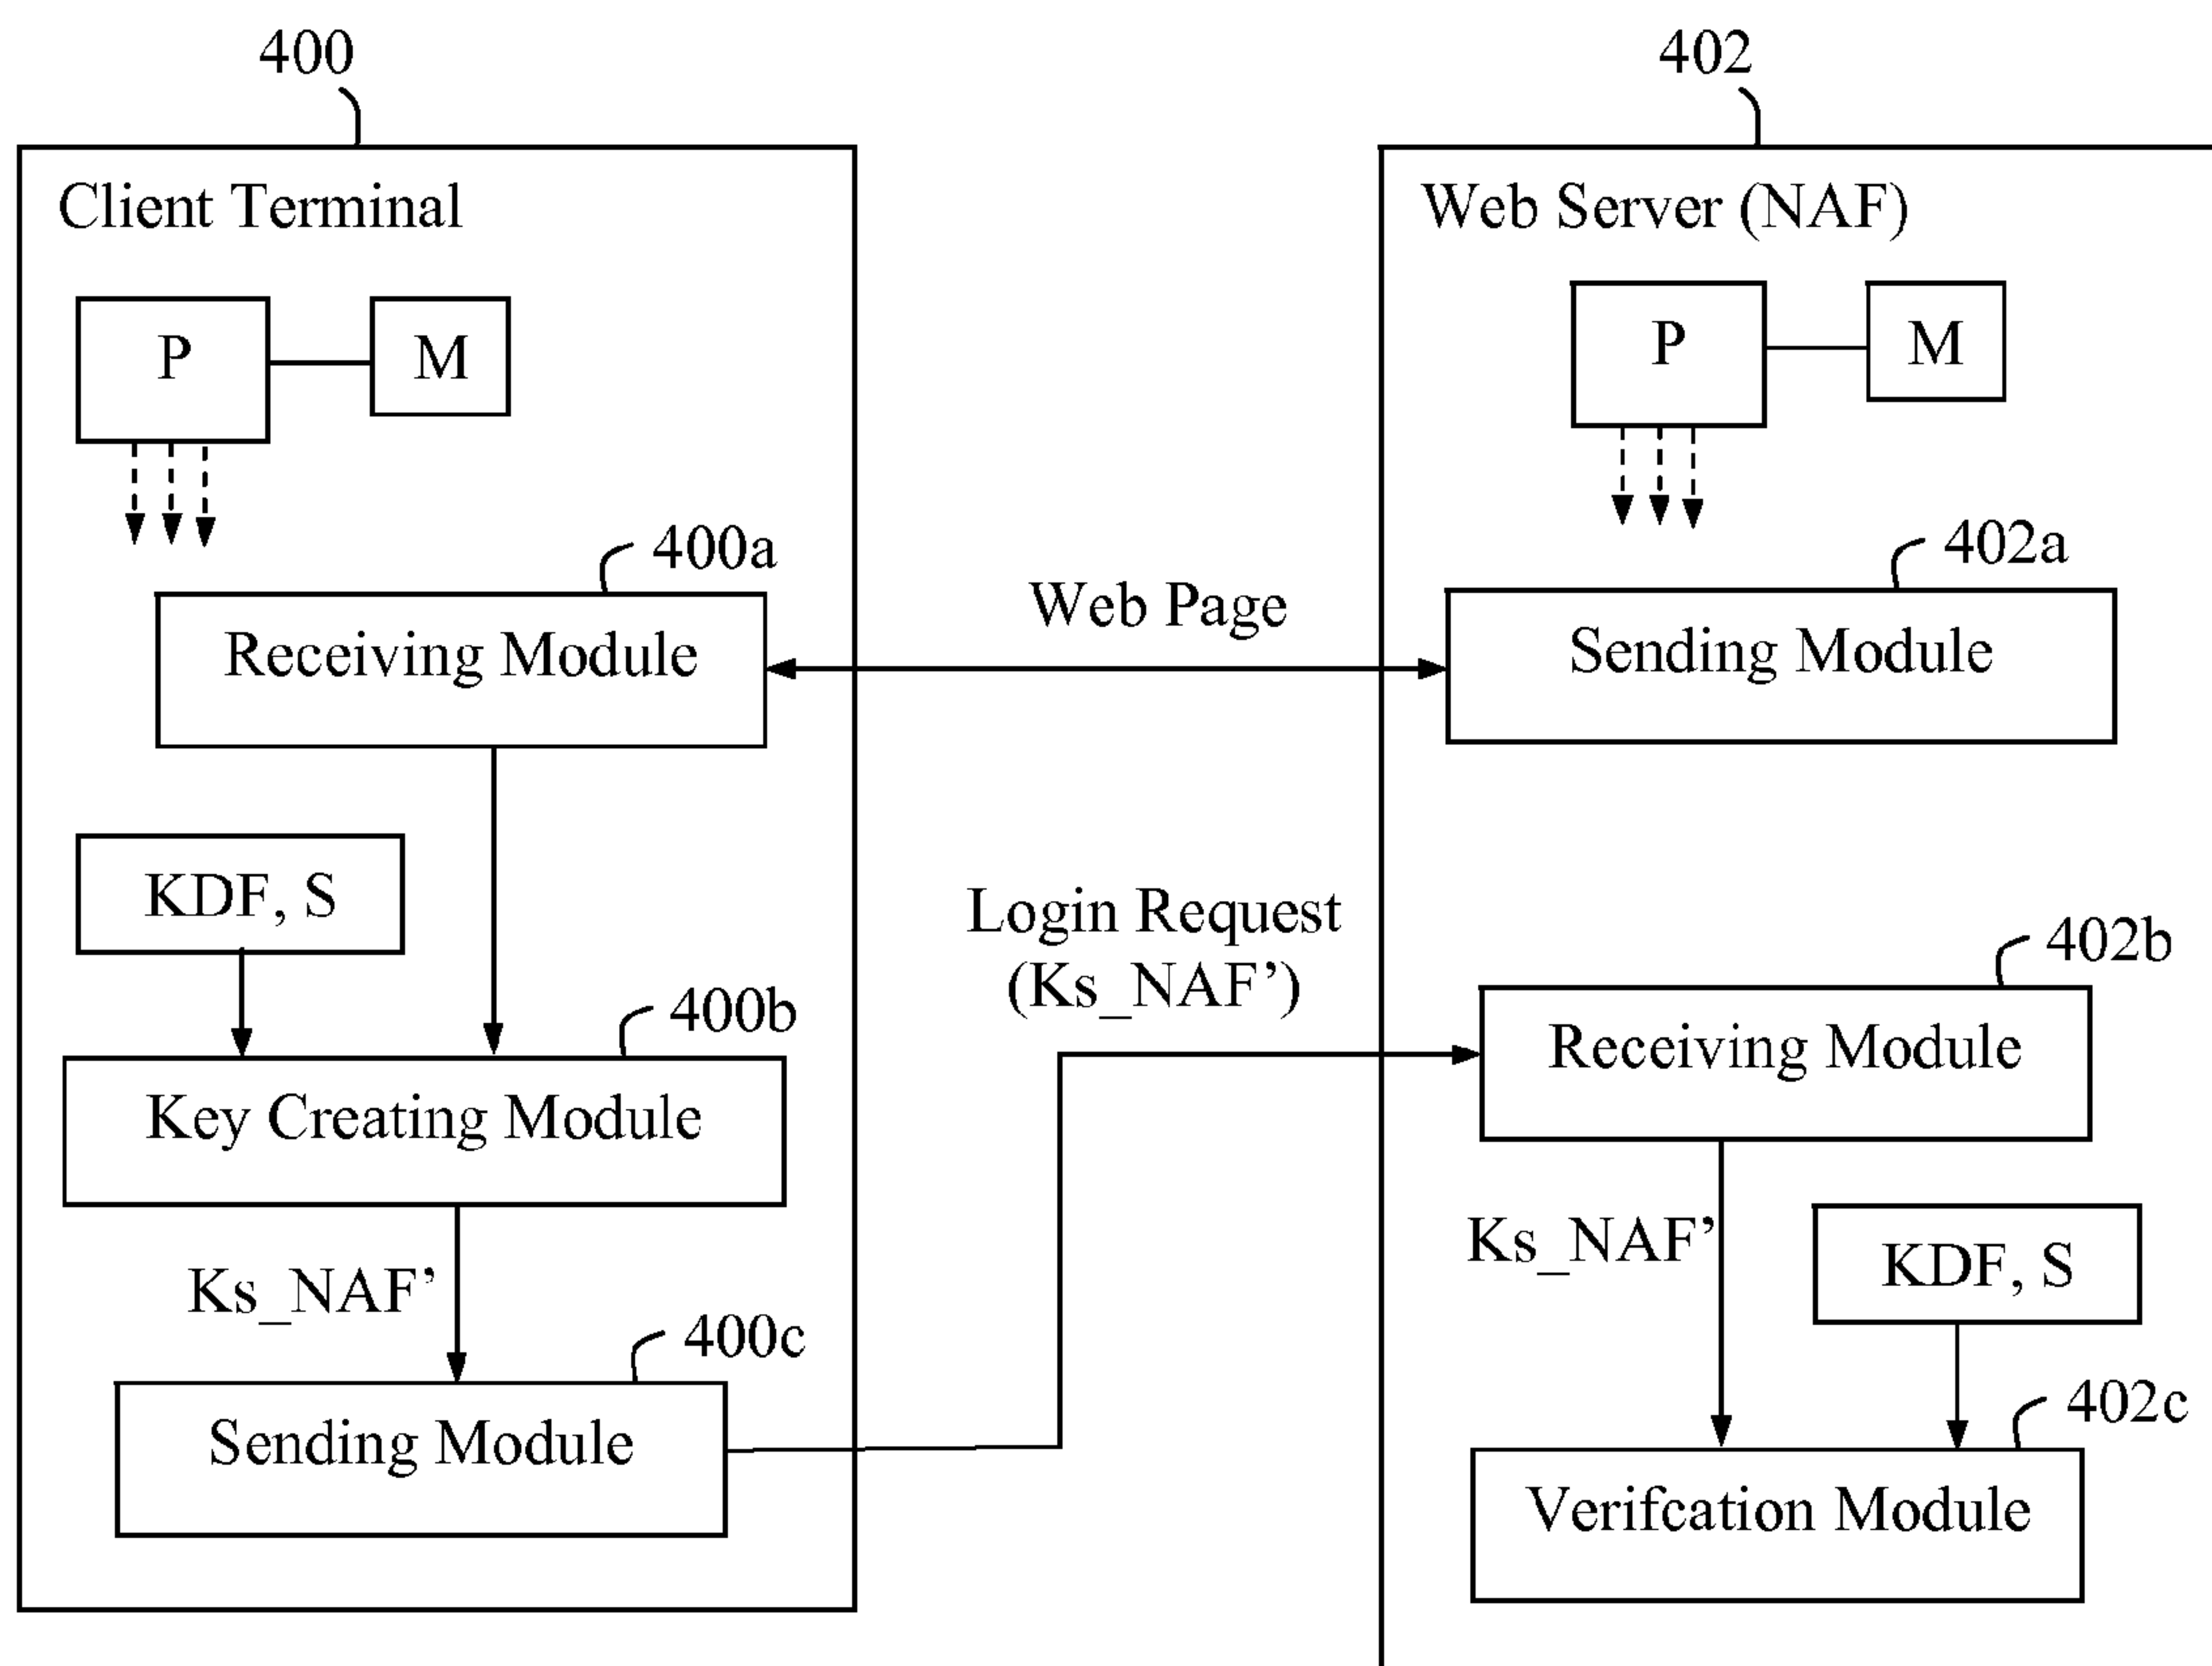 400
Client Terminal
P
M
400a
Receiving Module
KDF, S
400b
Key Creating Module
Ks_NAF’
400c
Sending Module
Web Page
Login Request
(Ks_NAF’)
402
Web Server (NAF)
P
M
402a
Sending Module
402b
Receiving Module
Ks_NAF’
KDF, S
402c
Verifcation Module